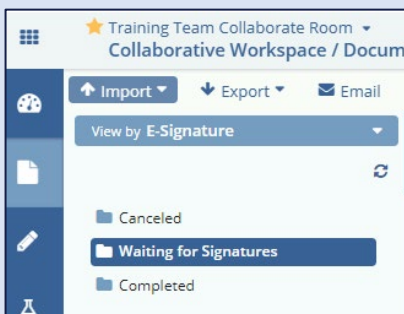 Training Team Collaborate Room
Collaborative Workspace / Docum
Import Export Email
View by E-Signature
Canceled
Waiting for Signatures
Completed